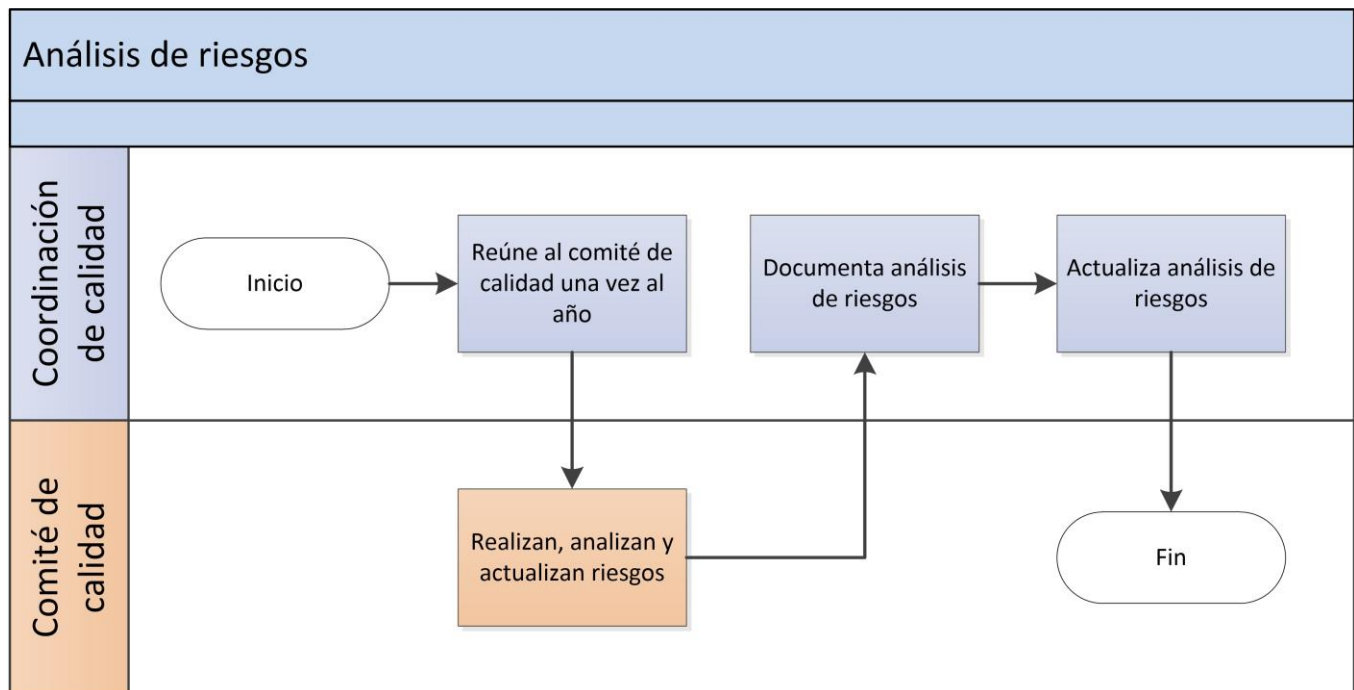 Análisis de riesgos
Coordinación
de calidad
Inicio
Reúne al comité de
calidad una vez al
año
Documenta análisis
de riesgos
Actualiza análisis de
riesgos
Comité de
calidad
Realizan, analizan y
actualizan riesgos
Fin